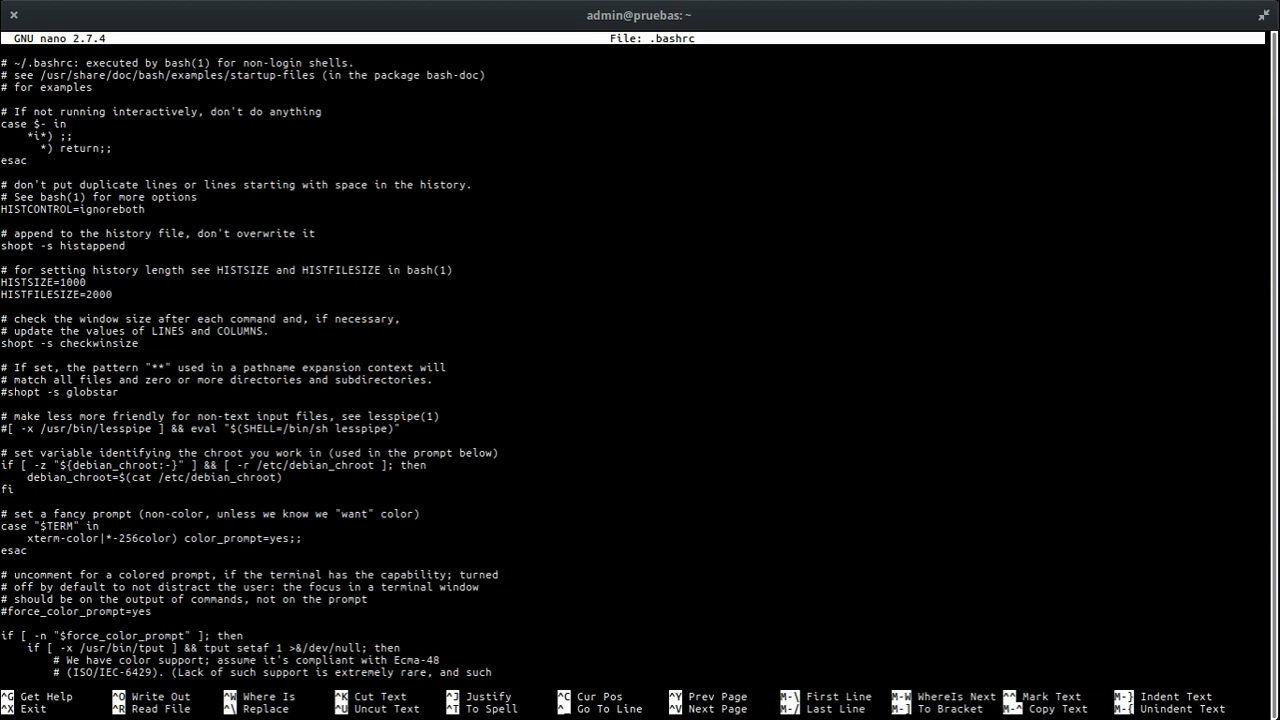 admin@pruebas: ~
GNU nano 2.7.4 File: .bashrc
# ~/.bashrc: executed by bash(1) for non-login shells.
# see /usr/share/doc/bash/examples/startup-files (in the package bash-doc)
# for examples

# If not running interactively, don't do anything
case $- in
    *i*) ;;
      *) return;;
esac

# don't put duplicate lines or lines starting with space in the history.
# See bash(1) for more options
HISTCONTROL=ignoreboth

# append to the history file, don't overwrite it
shopt -s histappend

# for setting history length see HISTSIZE and HISTFILESIZE in bash(1)
HISTSIZE=1000
HISTFILESIZE=2000

# check the window size after each command and, if necessary,
# update the values of LINES and COLUMNS.
shopt -s checkwinsize

# If set, the pattern "**" used in a pathname expansion context will
# match all files and zero or more directories and subdirectories.
#shopt -s globstar

# make less more friendly for non-text input files, see lesspipe(1)
#[ -x /usr/bin/lesspipe ] && eval "$(SHELL=/bin/sh lesspipe)"

# set variable identifying the chroot you work in (used in the prompt below)
if [ -z "${debian_chroot:-}" ] && [ -r /etc/debian_chroot ]; then
    debian_chroot=$(cat /etc/debian_chroot)
fi

# set a fancy prompt (non-color, unless we know we "want" color)
case "$TERM" in
    xterm-color|*-256color) color_prompt=yes;;
esac

# uncomment for a colored prompt, if the terminal has the capability; turned
# off by default to not distract the user: the focus in a terminal window
# should be on the output of commands, not on the prompt
#force_color_prompt=yes

if [ -n "$force_color_prompt" ]; then
    if [ -x /usr/bin/tput ] && tput setaf 1 >&/dev/null; then
        # We have color support; assume it's compliant with Ecma-48
        # (ISO/IEC-6429). (Lack of such support is extremely rare, and such

^G Get Help ^O Write Out ^W Where Is ^K Cut Text ^J Justify ^C Cur Pos ^Y Prev Page M-\ First Line M-W WhereIs Next ^^ Mark Text M-} Indent Text
^X Exit ^R Read File ^\ Replace ^U Uncut Text ^T To Spell ^_ Go To Line ^V Next Page M-/ Last Line M-] To Bracket M-^ Copy Text M-{ Unindent Text